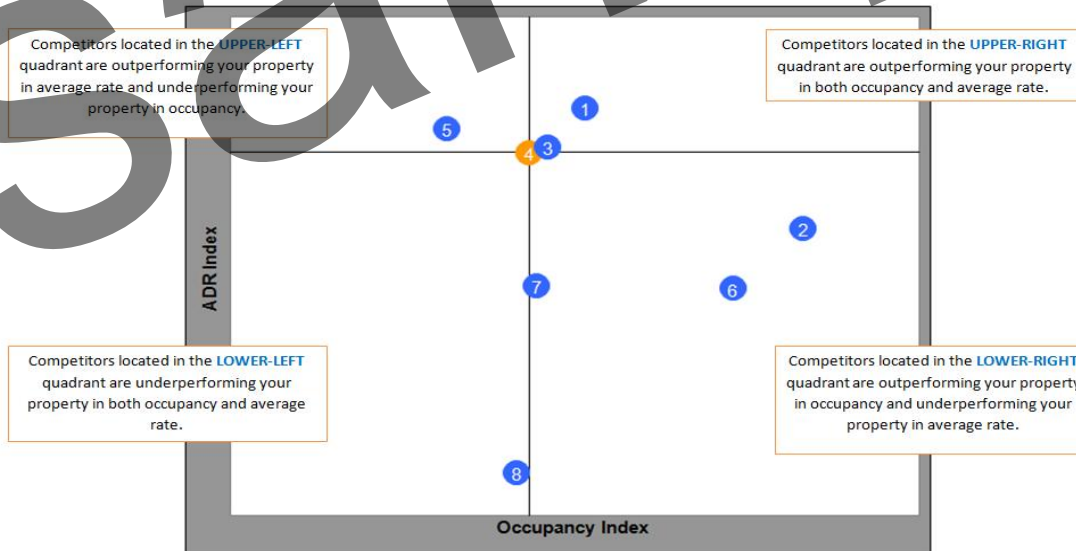 Competitors located in the UPPER-LEFT
quadrant are outperforming your property
in average rate and underperforming your
property in occupancy.
Competitors located in the UPPER-RIGHT
quadrant are outperforming your property
in both occupancy and average rate.
1
5
4
3
2
7
6
ADR Index
Competitors located in the LOWER-LEFT
quadrant are underperforming your
property in both occupancy and average
rate.
Competitors located in the LOWER-RIGHT
quadrant are outperforming your property
in occupancy and underperforming your
property in average rate.
8
Occupancy Index